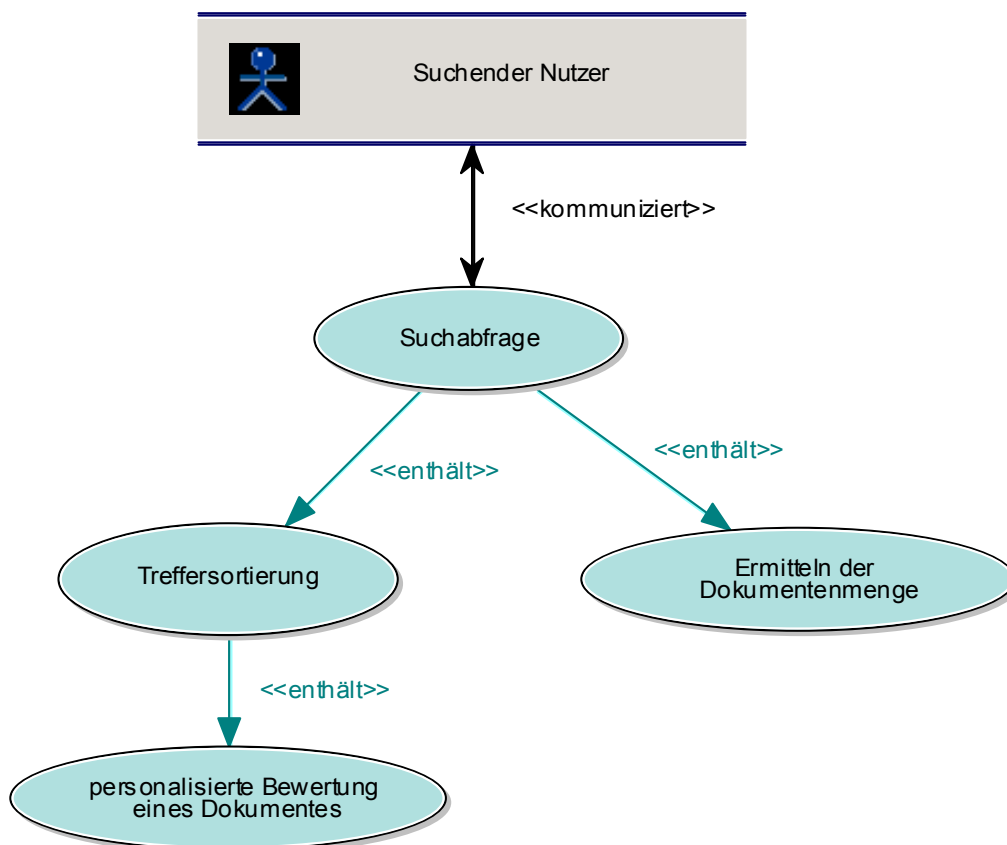 Suchender Nutzer
<<kommuniziert>>
Suchabfrage
<<enthält>>
<<enthält>>
Treffersortierung
Ermitteln der
Dokumentenmenge
<<enthält>>
personalisierte Bewertung
eines Dokumentes